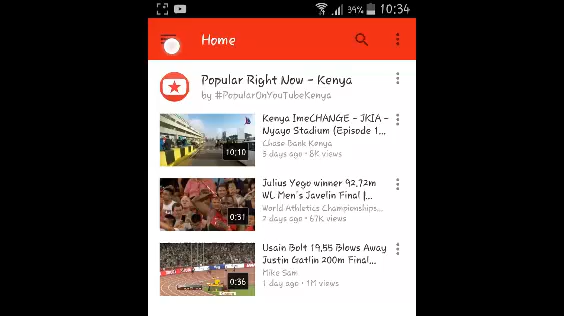 39% 10:34
Home
Popular Right Now - Kenya
by #PopularOnYouTubeKenya
Kenya ImeCHANGE - JKIA -
Nyayo Stadium (Episode 1...
Chase Bank Kenya
3 days ago • 8K views
10:10
Julius Yego winner 92,72m
WL Men's Javelin Final |...
World Athletics Championships...
2 days ago • 67K views
0:31
Usain Bolt 19,55 Blows Away
Justin Gatlin 200m Final...
Mike Sam
1 day ago • 1M views
0:36